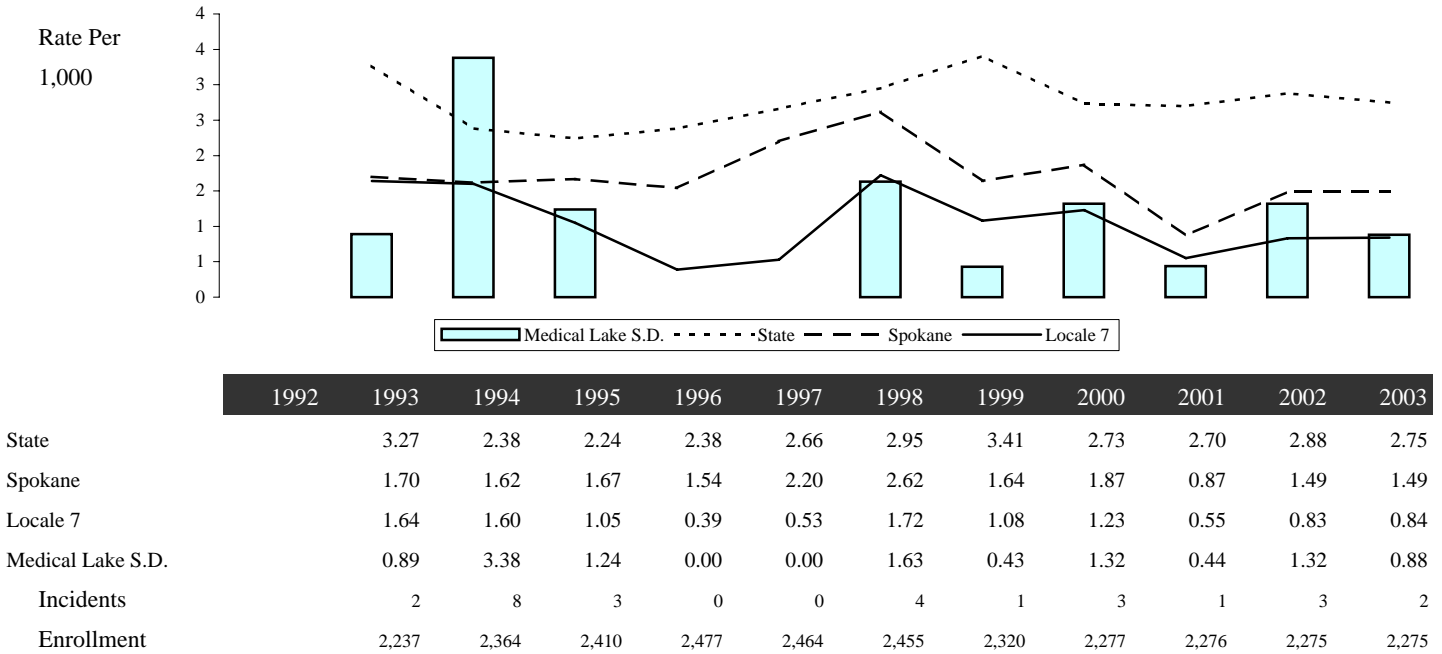 Rate Per
1,000
4
4
3
3
2
2
1
1
0
Medical Lake S.D. State Spokane Locale 7
1992 1993 1994 1995 1996 1997 1998 1999 2000 2001 2002 2003
State 3.27 2.38 2.24 2.38 2.66 2.95 3.41 2.73 2.70 2.88 2.75
Spokane 1.70 1.62 1.67 1.54 2.20 2.62 1.64 1.87 0.87 1.49 1.49
Locale 7 1.64 1.60 1.05 0.39 0.53 1.72 1.08 1.23 0.55 0.83 0.84
Medical Lake S.D. 0.89 3.38 1.24 0.00 0.00 1.63 0.43 1.32 0.44 1.32 0.88
Incidents 2 8 3 0 0 4 1 3 1 3 2
Enrollment 2,237 2,364 2,410 2,477 2,464 2,455 2,320 2,277 2,276 2,275 2,275